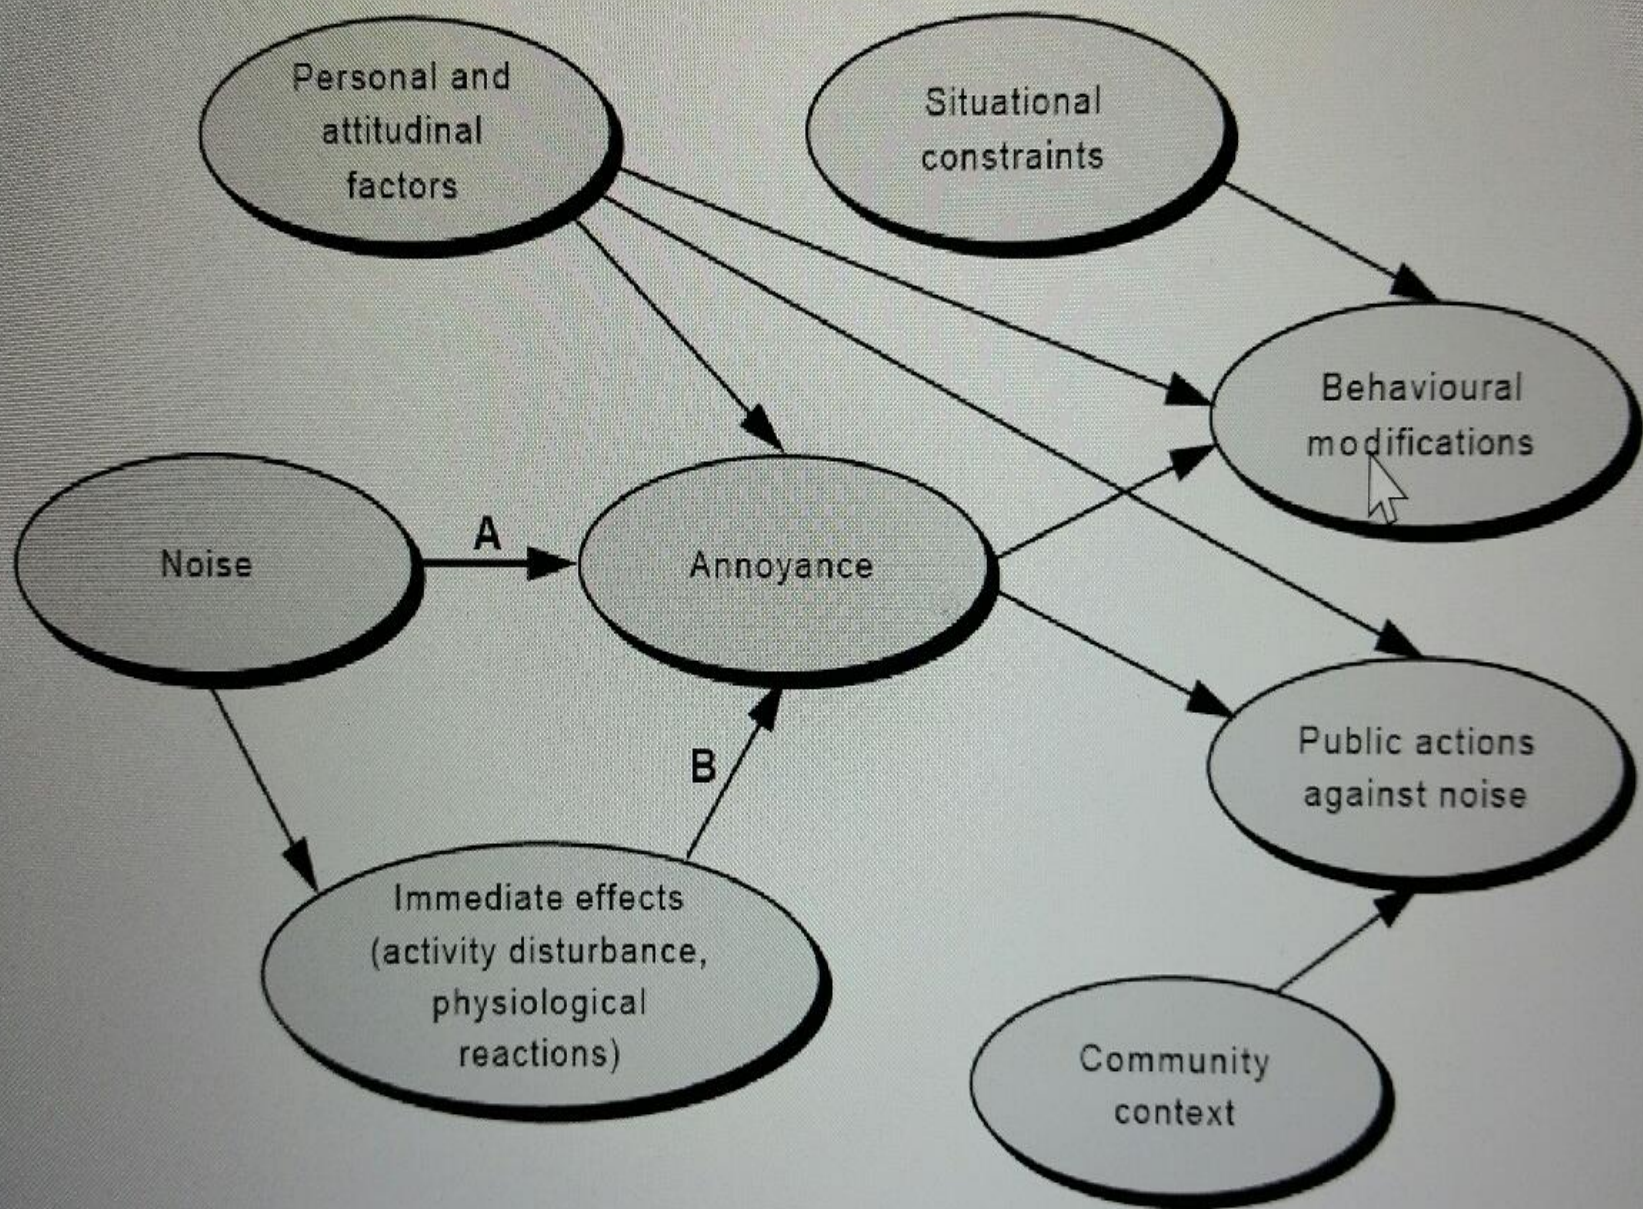 Personal and
attitudinal
factors
Situational
constraints
Behavioural
modifications
Noise
A
Annoyance
B
Public actions
against noise
Immediate effects
(activity disturbance,
physiological
reactions)
Community
context